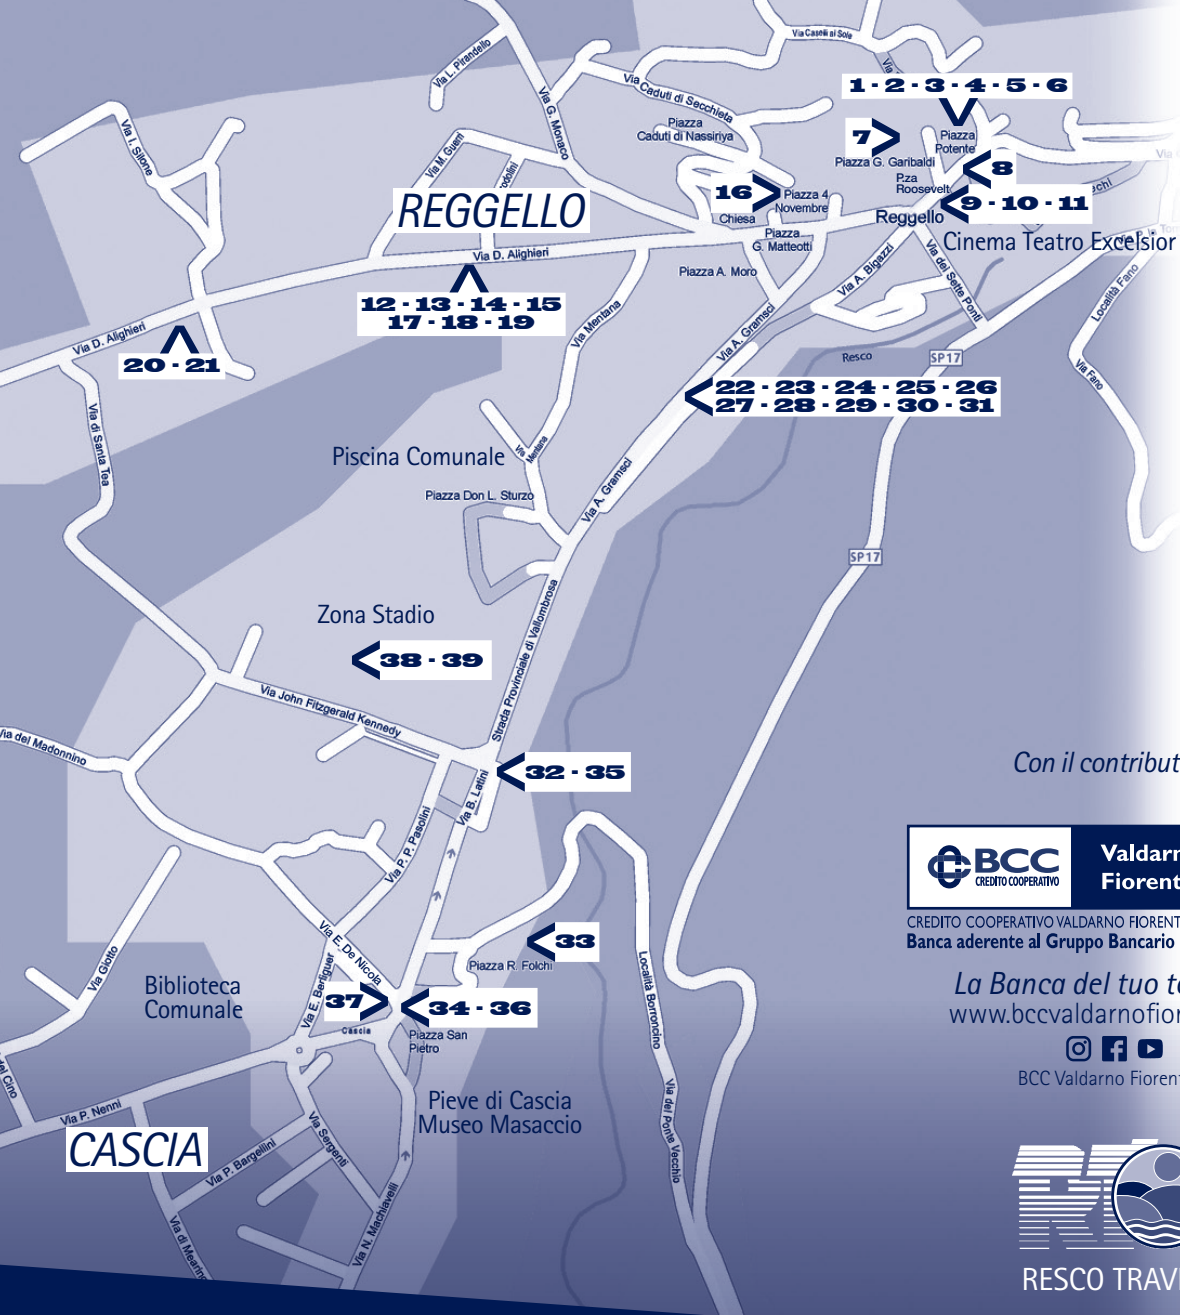 Via Caselli al Sole
Via L. Pirandello
Via G. Monaco
Via Caduti di Secchieta
Piazza
Caduti di Nassiriya
1 - 2 - 3 - 4 - 5 - 6
7
Piazza
Potente
Piazza G. Garibaldi
8
P.za
Roosevelt
Via I. Silone
Via M. Guerri
REGGELLO
16
Piazza 4
Novembre
Chiesa
9 - 10 - 11
Reggello
Piazza
G. Matteotti
Cinema Teatro Excelsior
Via D. Alighieri
Piazza A. Moro
Via A. Bigazzi
Via dei Sette Ponti
Località Fano
12 - 13 - 14 - 15
17 - 18 - 19
Via Mentana
Via A. Gramsci
Via D. Alighieri
20 - 21
Resco
SP17
Via Fano
22 - 23 - 24 - 25 - 26
27 - 28 - 29 - 30 - 31
Via di Santa Tea
Via Mentana
Piscina Comunale
Piazza Don L. Sturzo
Via A. Gramsci
SP17
Zona Stadio
Strada Provinciale di Vallombrosa
38 - 39
Via John Fitzgerald Kennedy
Via del Madonnino
32 - 35
Con il contribut
Via B. Latini
Via P. P. Pasolini
BCC
CREDITO COOPERATIVO
Valdarn
Fiorent
CREDITO COOPERATIVO VALDARNO FIORENT
Banca aderente al Gruppo Bancario
Via E. De Nicola
33
Piazza R. Folchi
Via Giotto
Via E. Berliguer
Località Borroncino
Biblioteca
Comunale
37
34 - 36
Cascia
Piazza San
Pietro
La Banca del tuo te
www.bccvaldarnofior
BCC Valdarno Fiorent
del Cino
Via P. Nenni
Pieve di Cascia
Museo Masaccio
Via del Ponte Vecchio
CASCIA
Via P. Bargellini
Via Sergenti
Via N. Machiavelli
Via di Mearino
RT
RESCO TRAV